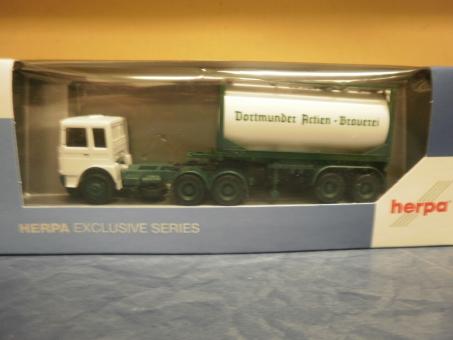 Dortmunder Actien-Brauerei
HERPA EXCLUSIVE SERIES
herpa